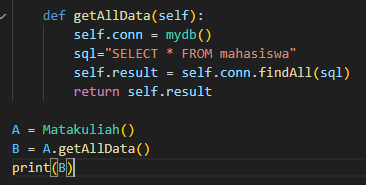 def getAllData(self):
self.conn = mydb()
sql="SELECT * FROM mahasiswa"
self.result = self.conn.findAll(sql)
return self.result
A = Matakuliah()
B = A.getAllData()
print(B)